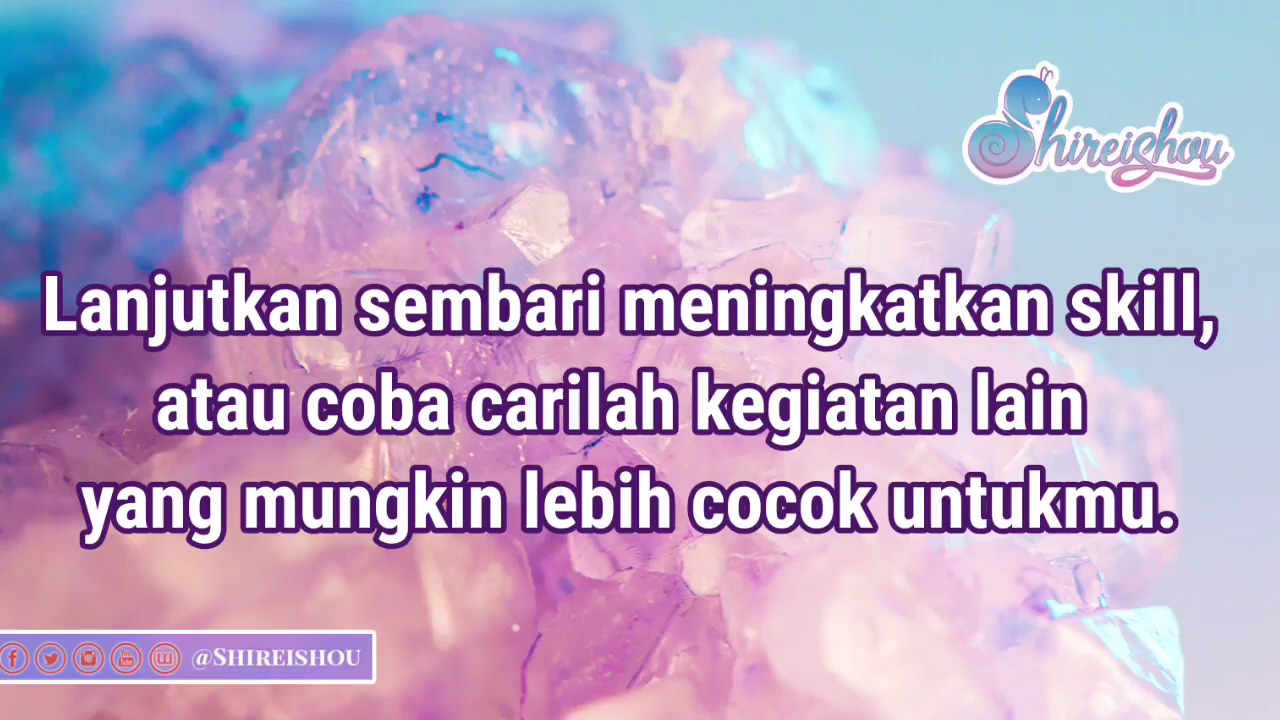 Shireishou
Lanjutkan sembari meningkatkan skill,
atau coba carilah kegiatan lain
yang mungkin lebih cocok untukmu.
@SHIREISHOU